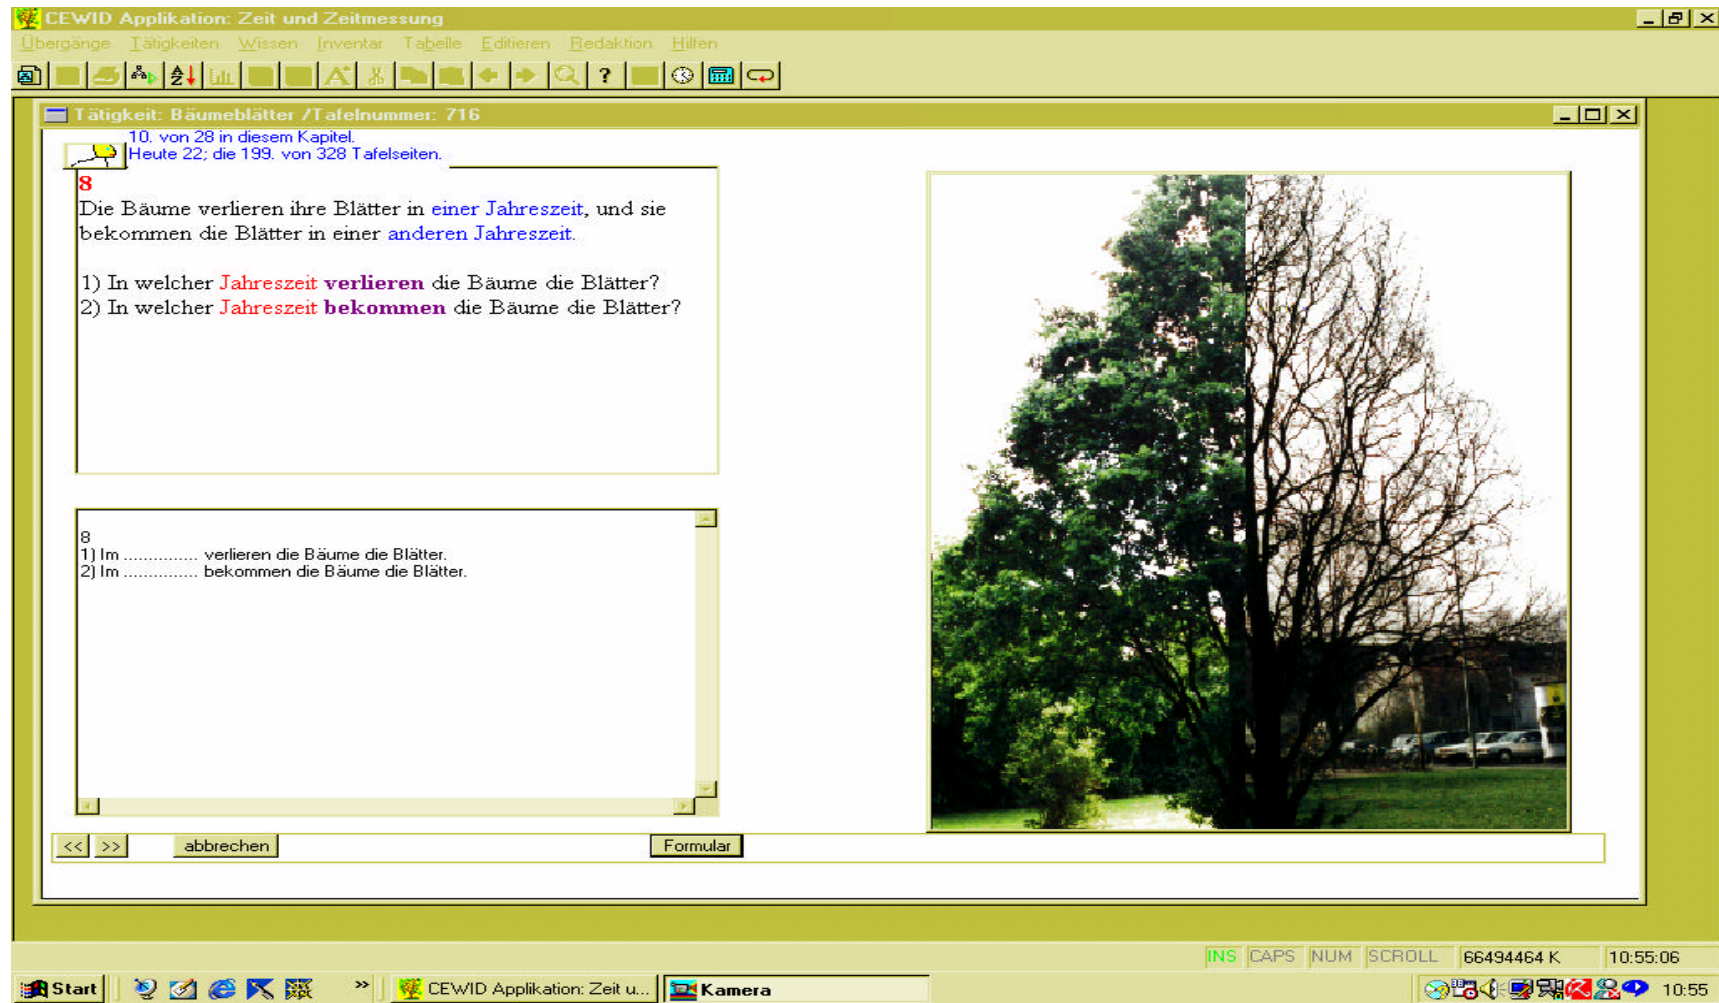 CEWID Applikation: Zeit und Zeitmessung
Übergänge Tätigkeiten Wissen Inventar Tabelle Editieren Redaktion Hilfen
Tätigkeit: Bäumeblätter /Tafelnummer: 716
10. von 28 in diesem Kapitel.
Heute 22; die 199. von 328 Tafelseiten.
8
Die Bäume verlieren ihre Blätter in einer Jahreszeit, und sie
bekommen die Blätter in einer anderen Jahreszeit.
1) In welcher Jahreszeit verlieren die Bäume die Blätter?
2) In welcher Jahreszeit bekommen die Bäume die Blätter?
8
1) Im ............... verlieren die Bäume die Blätter.
2) Im ............... bekommen die Bäume die Blätter.
<< >> abbrechen Formular
INS CAPS NUM SCROLL 66494464 K 10:55:06
Start » CEWID Applikation: Zeit u... Kamera 10:55